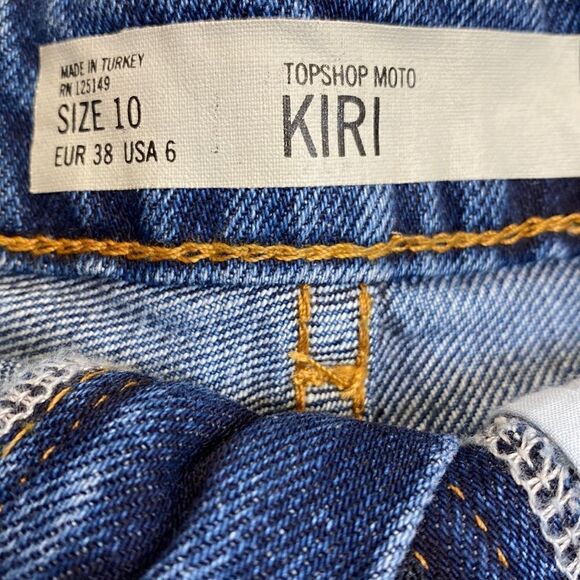 MADE IN TURKEY
RN 125149
SIZE 10
EUR 38 USA 6
TOPSHOP MOTO
KIRI